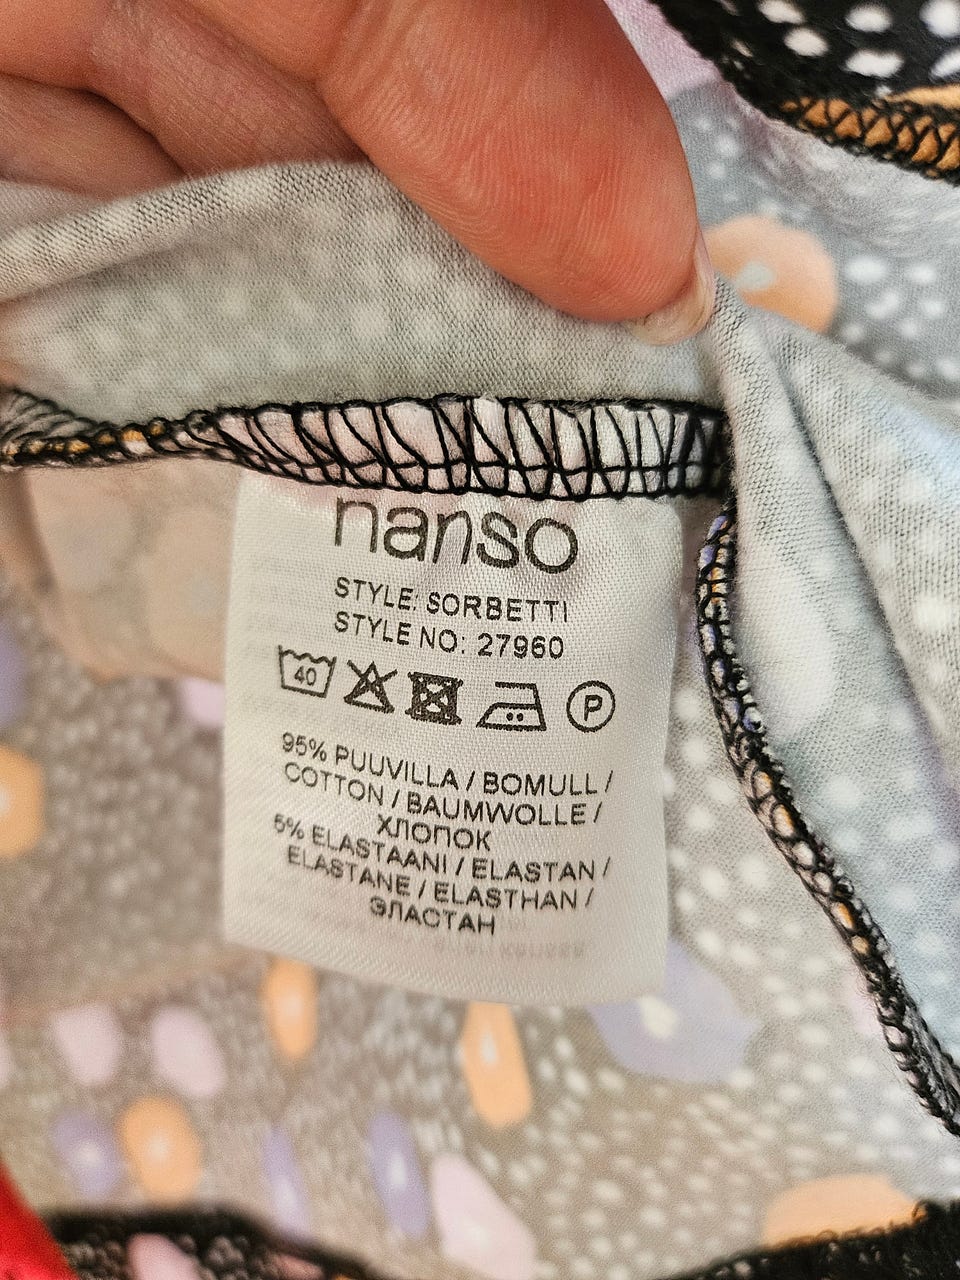 nanso
STYLE: SORBETTI
STYLE NO: 27960
40
P
95% PUUVILLA / BOMULL /
COTTON / BAUMWOLLE /
ХЛОПОК
5% ELASTAANI / ELASTAN /
ELASTANE / ELASTHAN /
ЭЛАСТАН